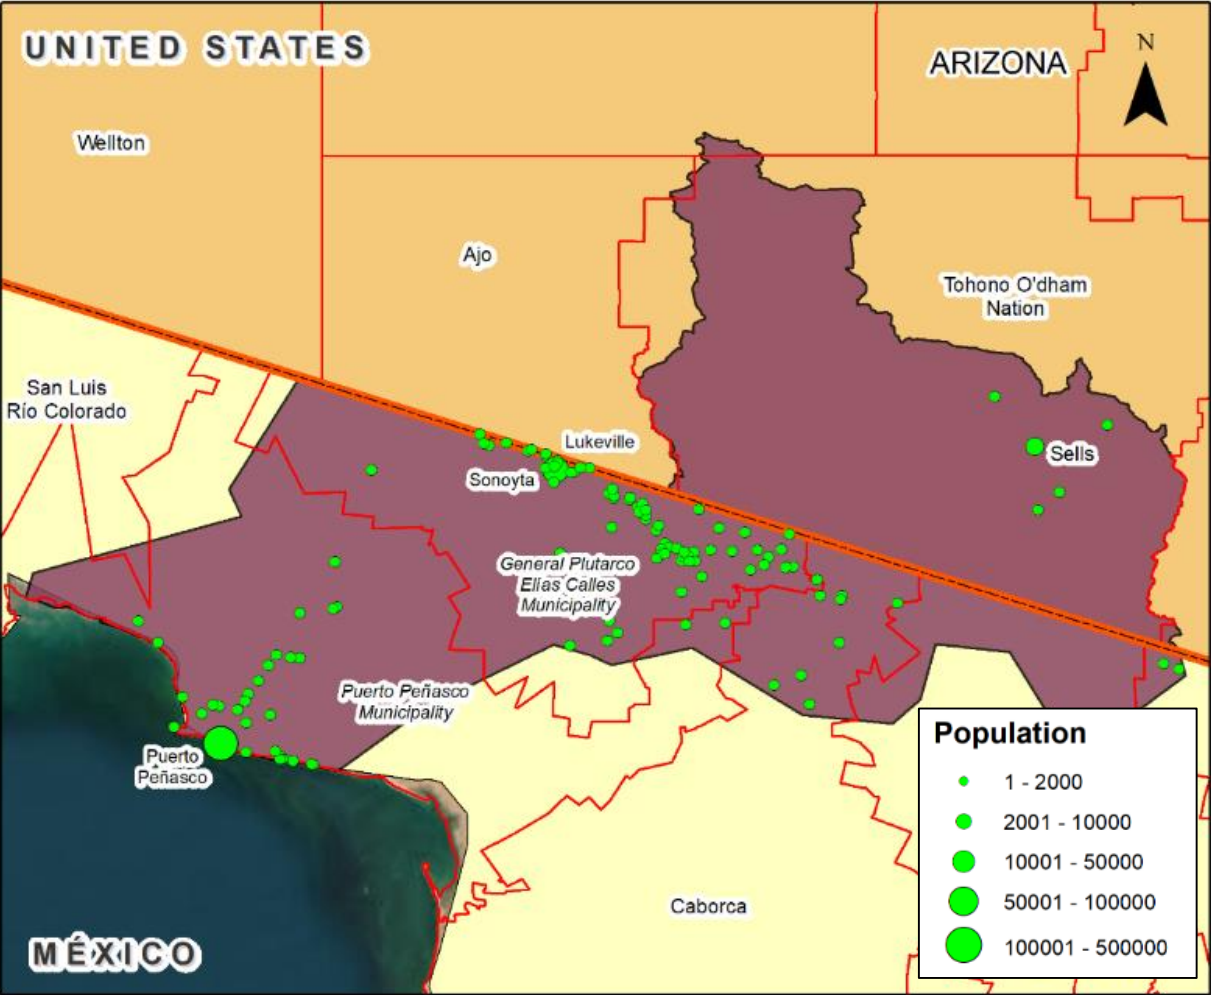 UNITED STATES
ARIZONA
N
Wellton
Ajo
Tohono O'dham
Nation
San Luis
Río Colorado
Lukeville
Sonoyta
Sells
General Plutarco
Elías Calles
Municipality
Puerto Peñasco
Municipality
Puerto
Peñasco
Caborca
MÉXICO
Population
1 - 2000
2001 - 10000
10001 - 50000
50001 - 100000
100001 - 500000